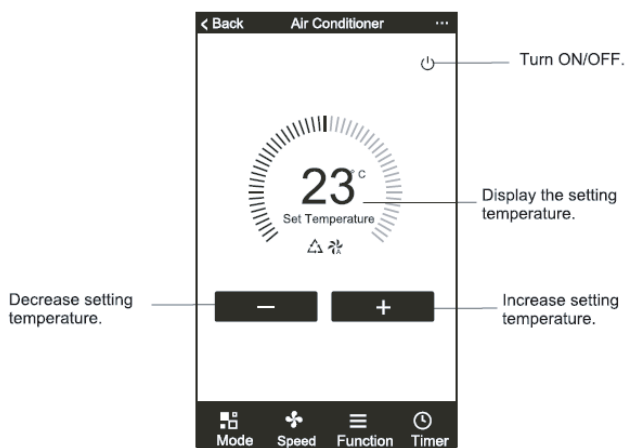 Back Air Conditioner ...
Turn ON/OFF.
23°C
Set Temperature
A
Display the setting
temperature.
Decrease setting
temperature.
− +
Increase setting
temperature.
Mode Speed Function Timer